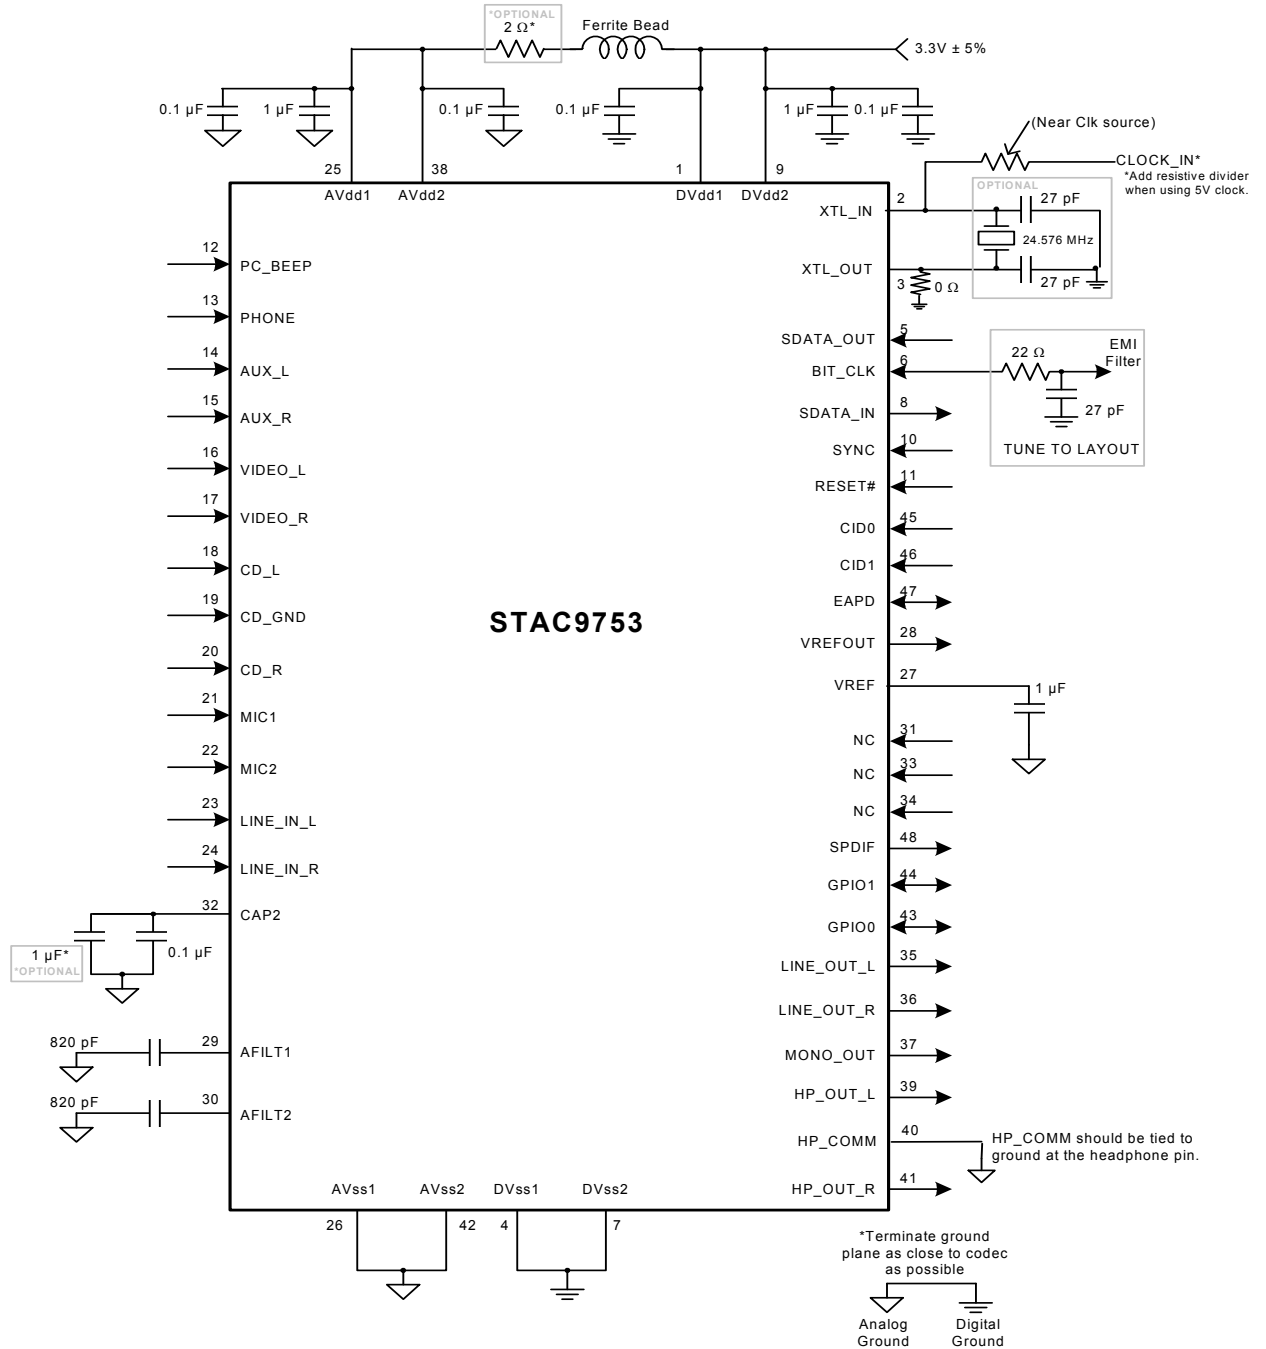 *OPTIONAL
2 Ω*
Ferrite Bead
3.3V ± 5%
0.1 µF
1 µF
0.1 µF
0.1 µF
1 µF
0.1 µF
(Near Clk source)
CLOCK_IN*
*Add resistive divider
when using 5V clock.
25
38
1
9
AVdd1
AVdd2
DVdd1
DVdd2
OPTIONAL
2
XTL_IN
27 pF
24.576 MHz
XTL_OUT
3
0 Ω
27 pF
12
PC_BEEP
13
PHONE
14
AUX_L
15
AUX_R
16
VIDEO_L
17
VIDEO_R
18
CD_L
19
CD_GND
20
CD_R
21
MIC1
22
MIC2
23
LINE_IN_L
24
LINE_IN_R
32
CAP2
1 µF*
*OPTIONAL
0.1 µF
820 pF
29
AFILT1
820 pF
30
AFILT2
STAC9753
5
SDATA_OUT
6
BIT_CLK
22 Ω
EMI
Filter
27 pF
TUNE TO LAYOUT
8
SDATA_IN
10
SYNC
11
RESET#
45
CID0
46
CID1
47
EAPD
28
VREFOUT
27
VREF
1 µF
31
NC
33
NC
34
NC
48
SPDIF
44
GPIO1
43
GPIO0
35
LINE_OUT_L
36
LINE_OUT_R
37
MONO_OUT
39
HP_OUT_L
40
HP_COMM
HP_COMM should be tied to
ground at the headphone pin.
41
HP_OUT_R
AVss1
AVss2
DVss1
DVss2
26
42
4
7
*Terminate ground
plane as close to codec
as possible
Analog
Ground
Digital
Ground